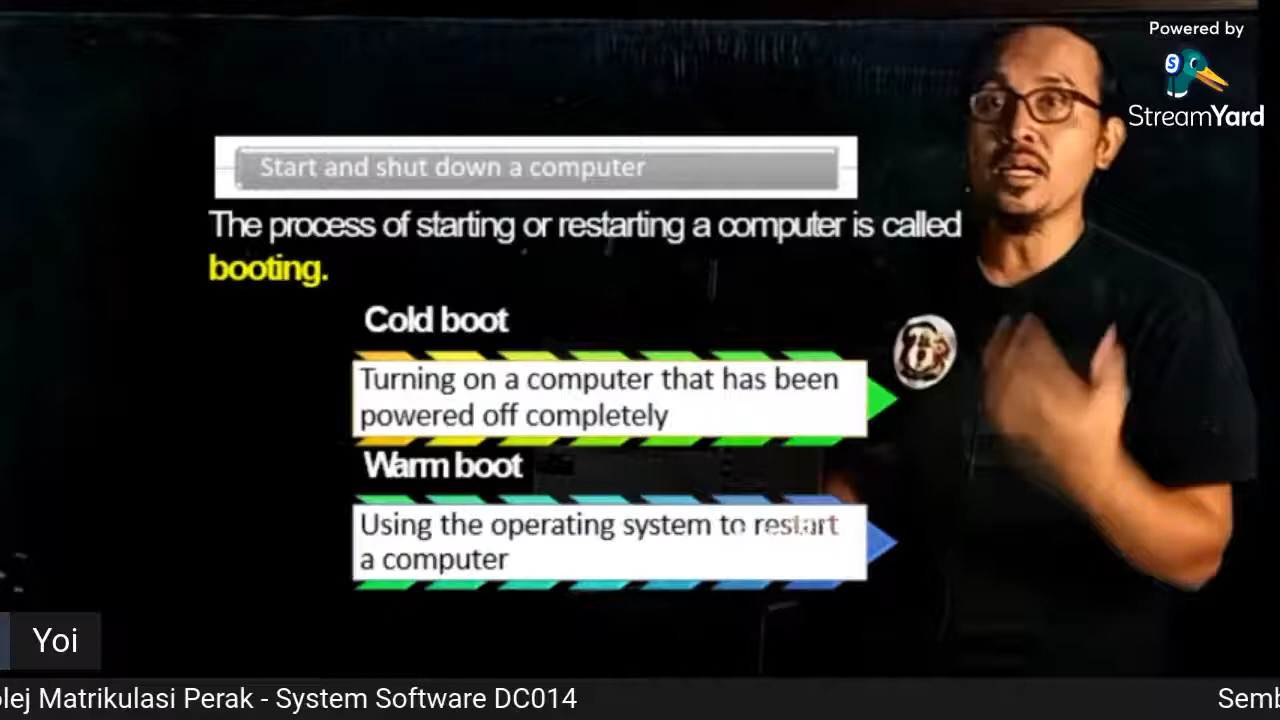 Powered by
StreamYard
Start and shut down a computer
The process of starting or restarting a computer is called
booting.
Cold boot
Turning on a computer that has been
powered off completely
Warm boot
Using the operating system to restart
a computer
Yoi
Matrikulasi Perak - System Software DC014